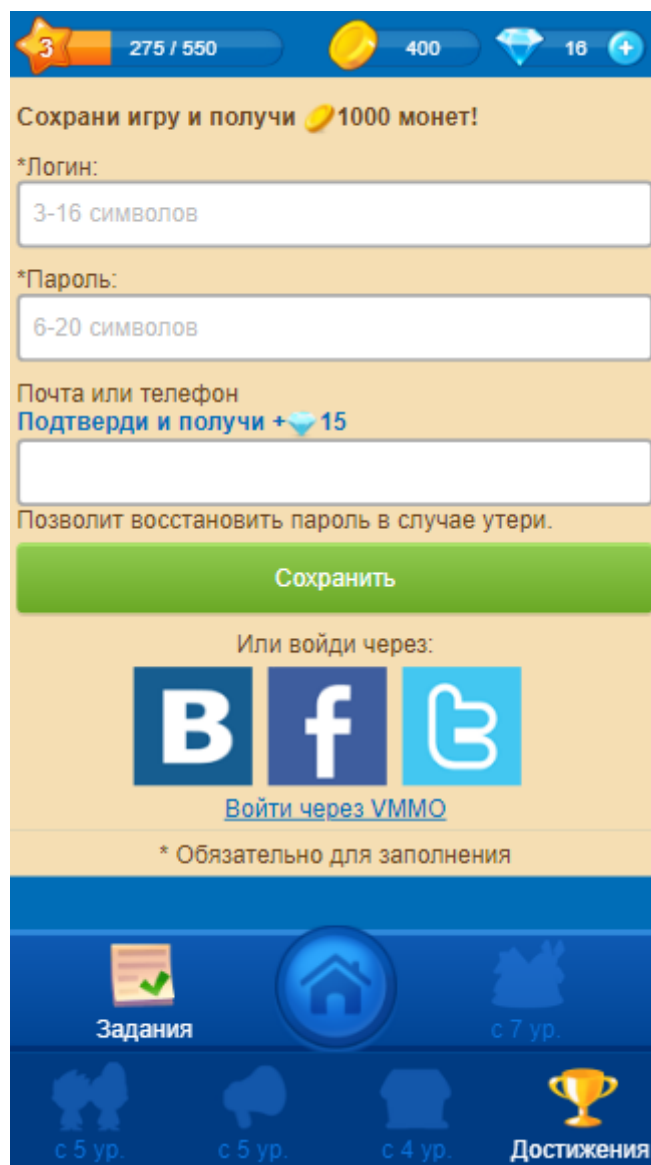 3 275 / 550 400 16
Сохрани игру и получи 1000 монет!
*Логин:
3-16 символов
*Пароль:
6-20 символов
Почта или телефон
Подтверди и получи + 15
Позволит восстановить пароль в случае утери.
Сохранить
Или войди через:
Войти через VMMO
* Обязательно для заполнения
Задания с 7 ур.
с 5 ур. с 5 ур. с 4 ур. Достижения